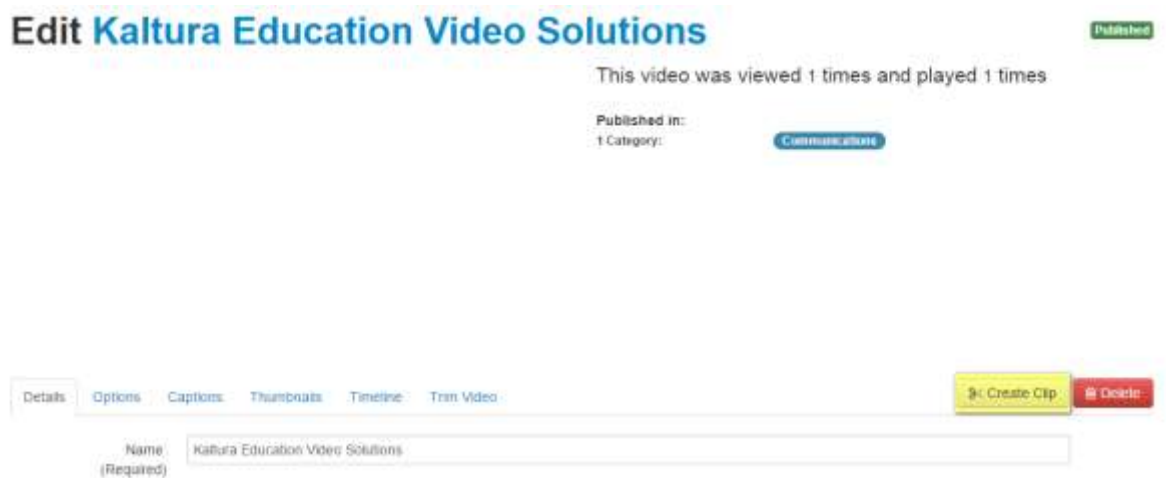 Edit Kaltura Education Video Solutions
Published
This video was viewed 1 times and played 1 times
Published in:
1 Category:
Communications
Details Options Captions Thumbnails Timeline Trim Video
Create Clip
Delete
Name
Kaltura Education Video Solutions
(Required)